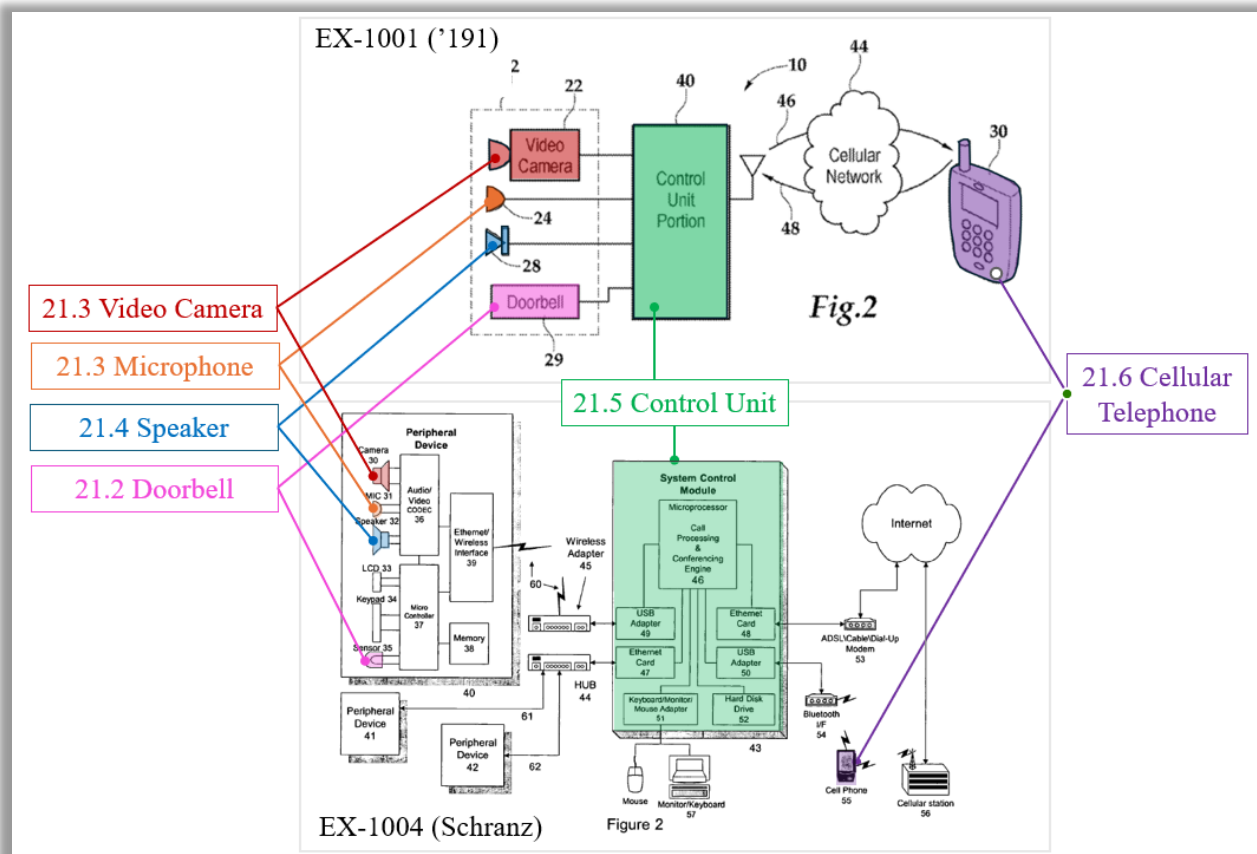 EX-1001 (’191)
2
22
40
10
44
46
30
Video
Camera
Control
Unit
Portion
Cellular
Network
24
48
28
Doorbell
29
Fig.2
21.3 Video Camera
21.3 Microphone
21.4 Speaker
21.2 Doorbell
21.5 Control Unit
21.6 Cellular
Telephone
Peripheral
Device
Camera
30
MIC 31
Speaker 32
Audio/
Video
CODEC
36
Ethernet/
Wireless
Interface
39
LCD 33
Keypad 34
Micro
Controller
37
Memory
38
Sensor 35
40
Wireless
Adapter
45
60
HUB
44
61
62
Peripheral
Device
41
Peripheral
Device
42
System Control
Module
Microprocessor
Call
Processing
&
Conferencing
Engine
46
USB
Adapter
49
Ethernet
Card
48
Ethernet
Card
47
USB
Adapter
50
Keyboard/Monitor/
Mouse Adapter
51
Hard Disk
Drive
52
43
Mouse
Monitor/Keyboard
57
Internet
ADSL\Cable\Dial-Up
Modem
53
Bluetooth
I/F
54
Cell Phone
55
Cellular station
56
EX-1004 (Schranz)
Figure 2